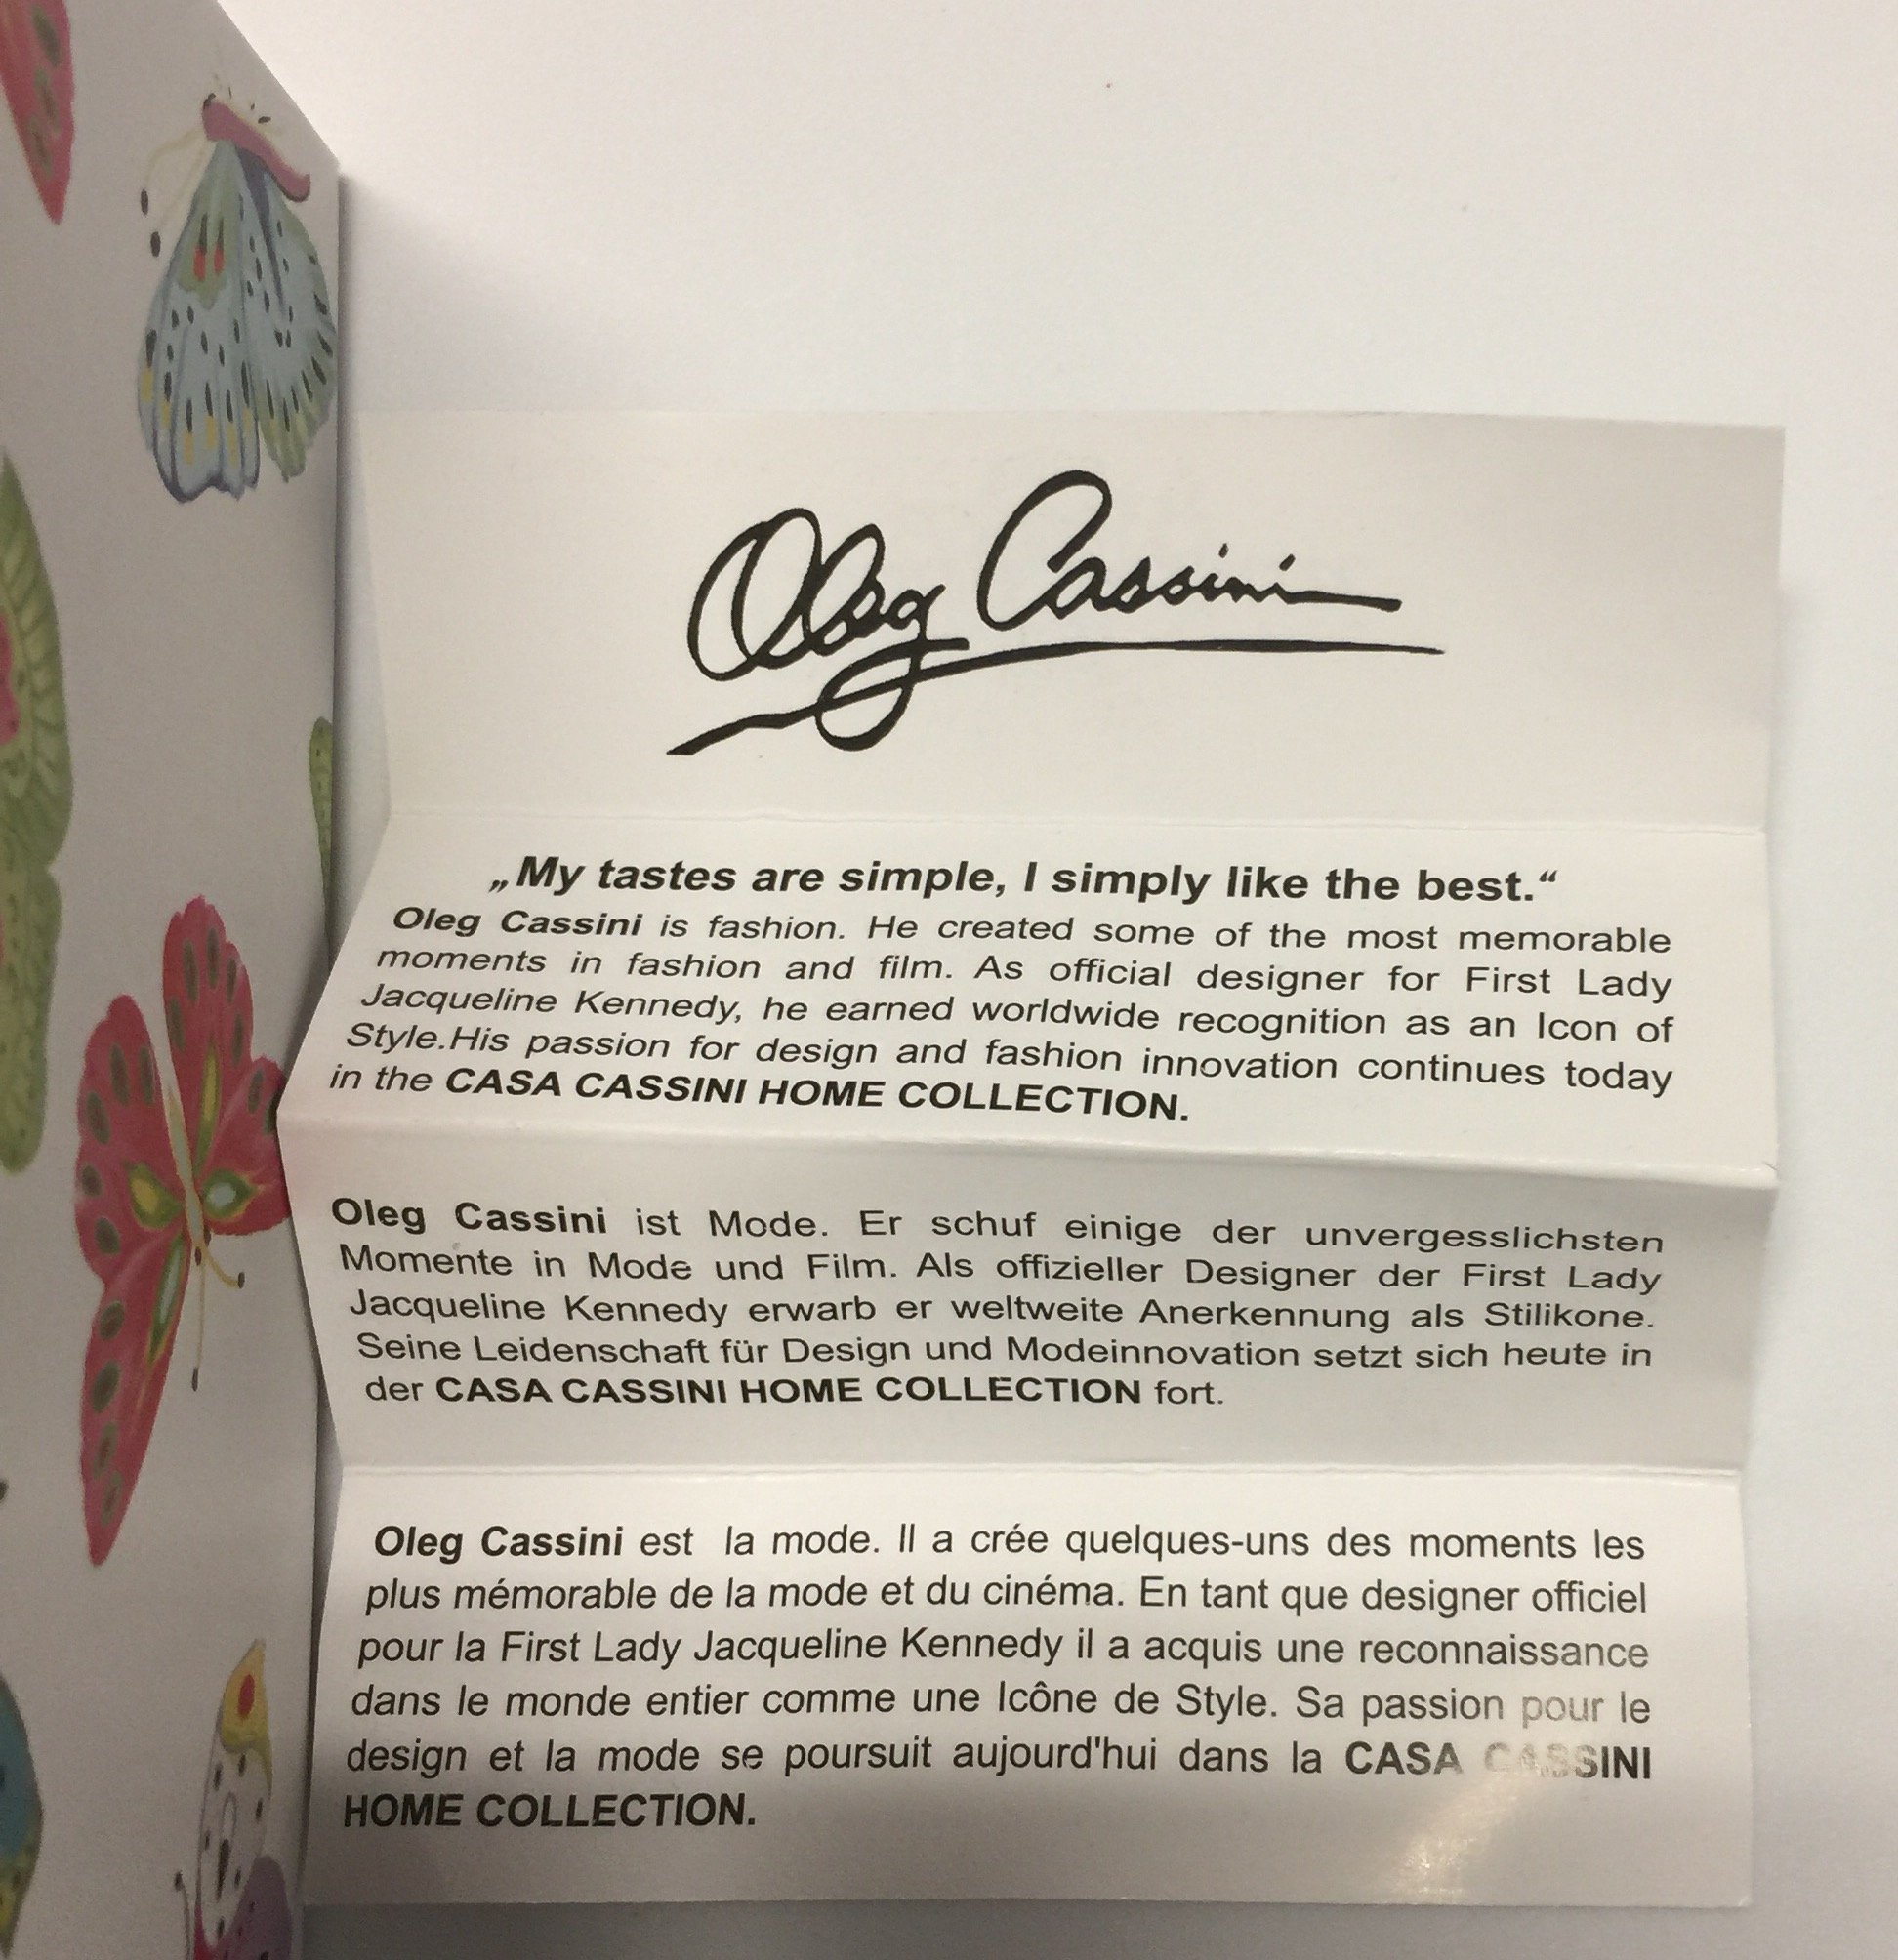 Oleg Cassini
„My tastes are simple, I simply like the best.“
Oleg Cassini is fashion. He created some of the most memorable
moments in fashion and film. As official designer for First Lady
Jacqueline Kennedy, he earned worldwide recognition as an Icon of
Style.His passion for design and fashion innovation continues today
in the CASA CASSINI HOME COLLECTION.
Oleg Cassini ist Mode. Er schuf einige der unvergesslichsten
Momente in Mode und Film. Als offizieller Designer der First Lady
Jacqueline Kennedy erwarb er weltweite Anerkennung als Stilikone.
Seine Leidenschaft für Design und Modeinnovation setzt sich heute in
der CASA CASSINI HOME COLLECTION fort.
Oleg Cassini est la mode. Il a crée quelques-uns des moments les
plus mémorable de la mode et du cinéma. En tant que designer officiel
pour la First Lady Jacqueline Kennedy il a acquis une reconnaissance
dans le monde entier comme une Icône de Style. Sa passion pour le
design et la mode se poursuit aujourd'hui dans la CASA CASSINI
HOME COLLECTION.